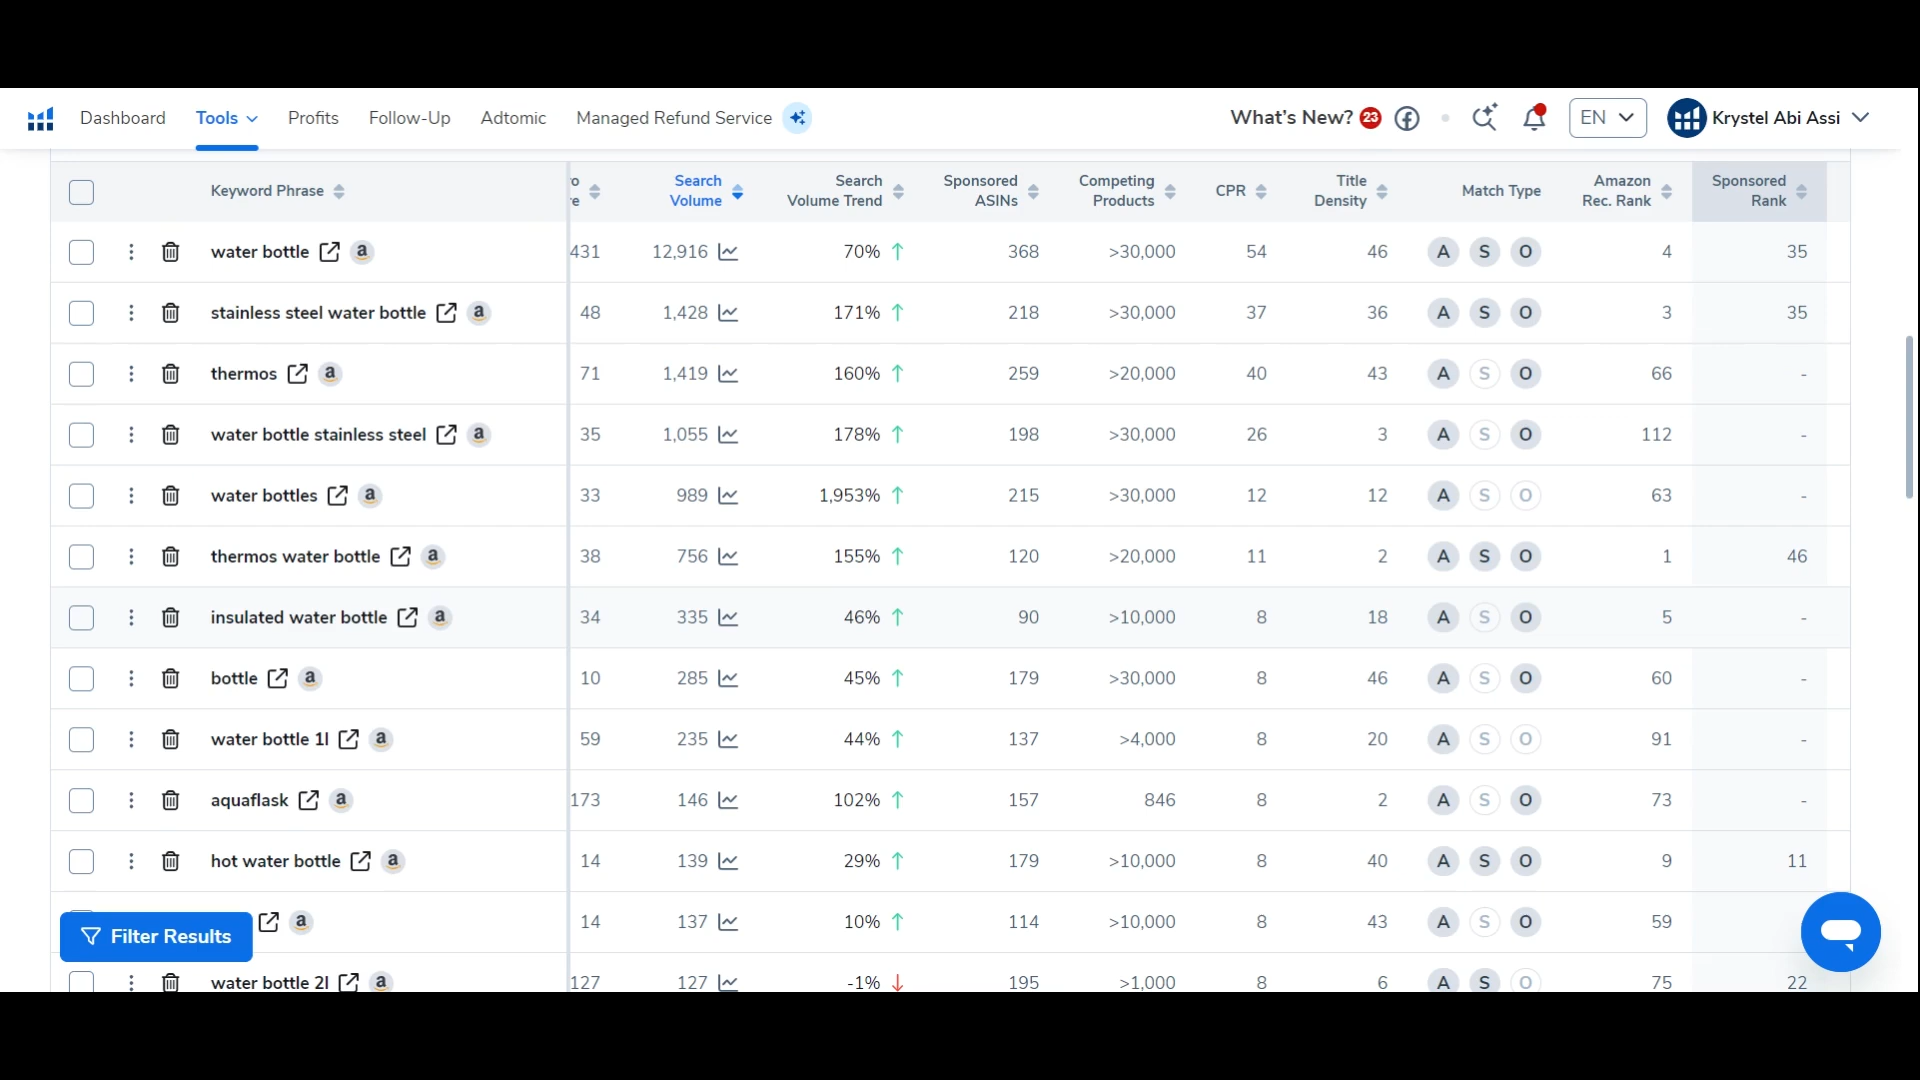 Dashboard Tools Profits Follow-Up Adtomic Managed Refund Service What's New? 23 EN Krystel Abi Assi
Keyword Phrase o re Search Volume Search Volume Trend Sponsored ASINs Competing Products CPR Title Density Match Type Amazon Rec. Rank Sponsored Rank
water bottle a 431 12,916 70% 368 >30,000 54 46 A S O 4 35
stainless steel water bottle a 48 1,428 171% 218 >30,000 37 36 A S O 3 35
thermos a 71 1,419 160% 259 >20,000 40 43 A S O 66 -
water bottle stainless steel a 35 1,055 178% 198 >30,000 26 3 A S O 112 -
water bottles a 33 989 1,953% 215 >30,000 12 12 A S O 63 -
thermos water bottle a 38 756 155% 120 >20,000 11 2 A S O 1 46
insulated water bottle a 34 335 46% 90 >10,000 8 18 A S O 5 -
bottle a 10 285 45% 179 >30,000 8 46 A S O 60 -
water bottle 1l a 59 235 44% 137 >4,000 8 20 A S O 91 -
aquaflask a 173 146 102% 157 846 8 2 A S O 73 -
hot water bottle a 14 139 29% 179 >10,000 8 40 A S O 9 11
a 14 137 10% 114 >10,000 8 43 A S O 59
Filter Results
water bottle 2l a 127 127 -1% 195 >1,000 8 6 A S O 75 22